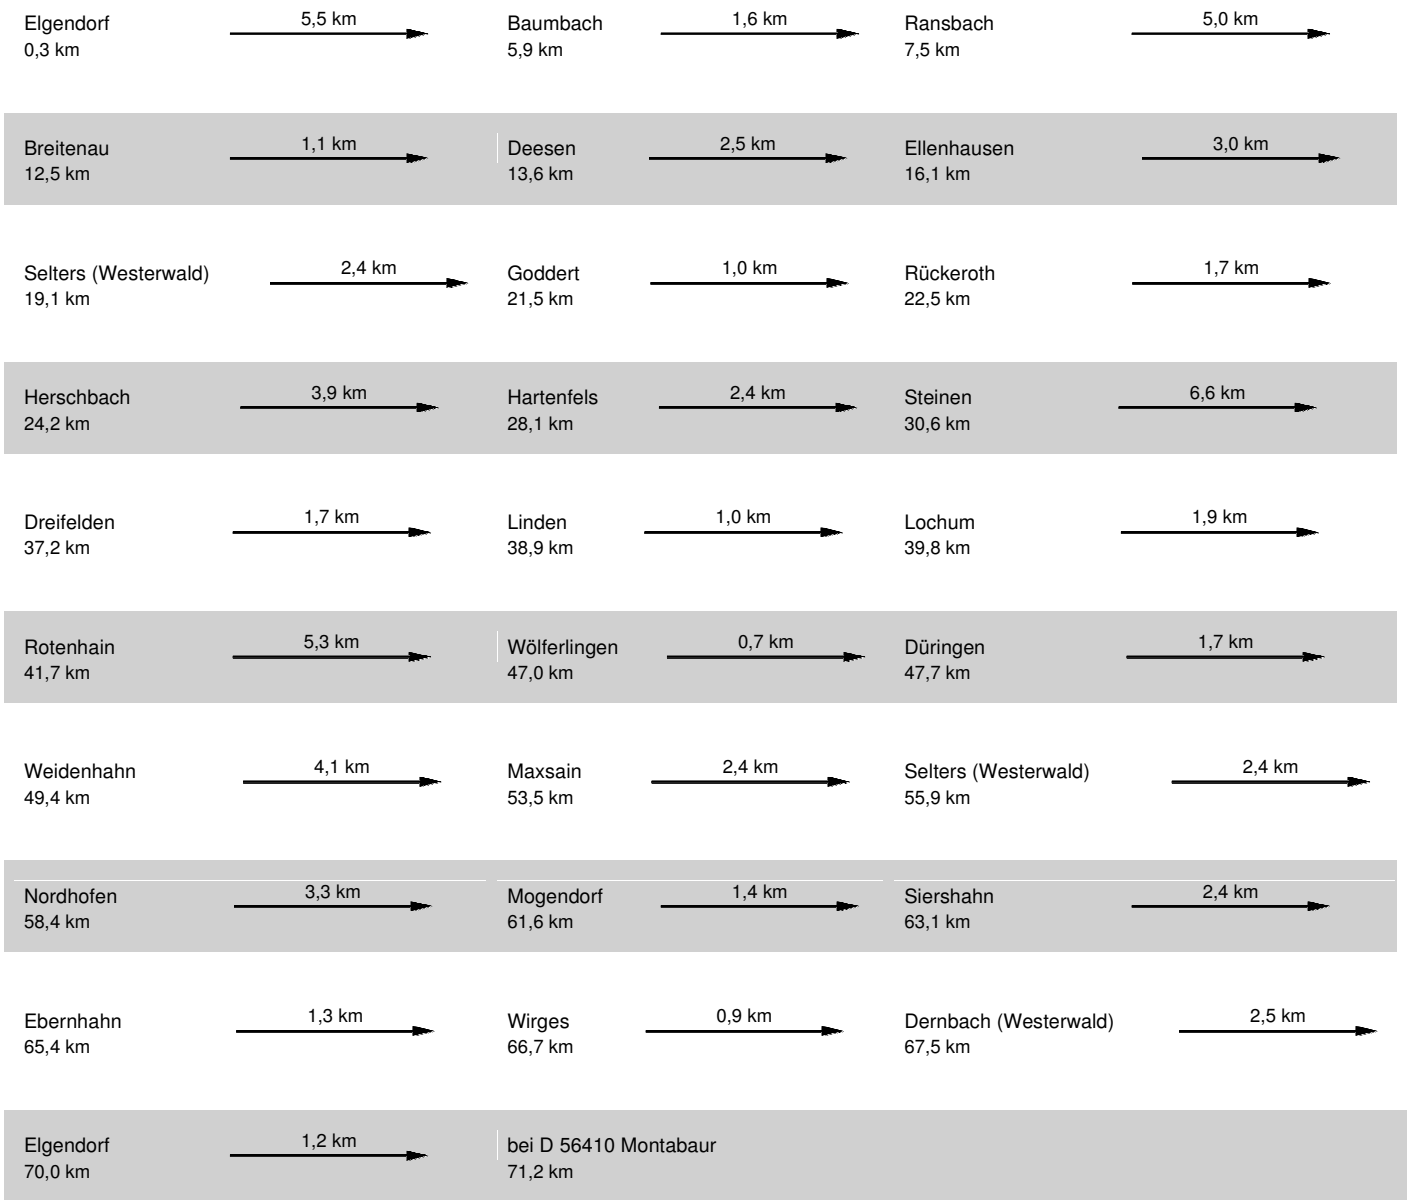 Elgendorf
0,3 km
5,5 km
Baumbach
5,9 km
1,6 km
Ransbach
7,5 km
5,0 km
Breitenau
12,5 km
1,1 km
Deesen
13,6 km
2,5 km
Ellenhausen
16,1 km
3,0 km
Selters (Westerwald)
19,1 km
2,4 km
Goddert
21,5 km
1,0 km
Rückeroth
22,5 km
1,7 km
Herschbach
24,2 km
3,9 km
Hartenfels
28,1 km
2,4 km
Steinen
30,6 km
6,6 km
Dreifelden
37,2 km
1,7 km
Linden
38,9 km
1,0 km
Lochum
39,8 km
1,9 km
Rotenhain
41,7 km
5,3 km
Wölferlingen
47,0 km
0,7 km
Düringen
47,7 km
1,7 km
Weidenhahn
49,4 km
4,1 km
Maxsain
53,5 km
2,4 km
Selters (Westerwald)
55,9 km
2,4 km
Nordhofen
58,4 km
3,3 km
Mogendorf
61,6 km
1,4 km
Siershahn
63,1 km
2,4 km
Ebernhahn
65,4 km
1,3 km
Wirges
66,7 km
0,9 km
Dernbach (Westerwald)
67,5 km
2,5 km
Elgendorf
70,0 km
1,2 km
bei D 56410 Montabaur
71,2 km